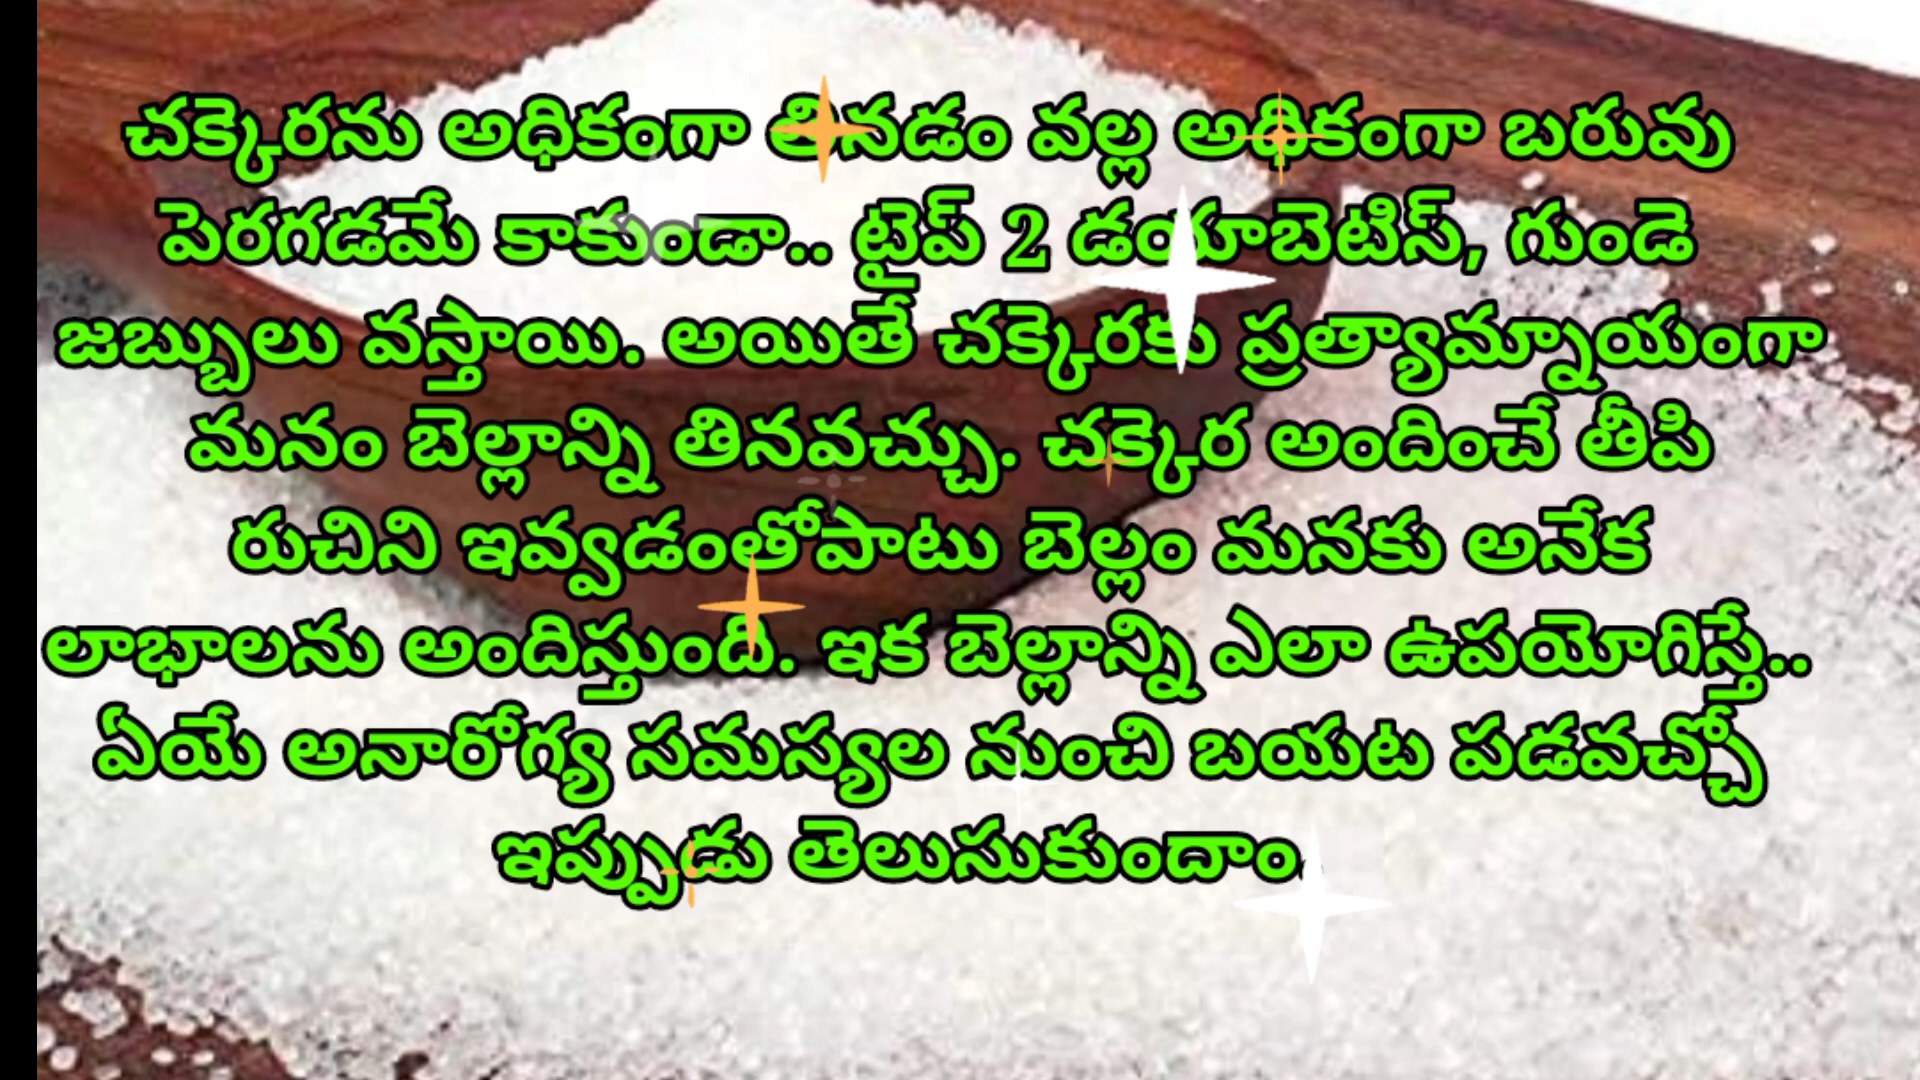 చక్కెరను అధికంగా తినడం వల్ల అధికంగా బరువు
పెరగడమే కాకుండా.. టైప్ 2 డయాబెటిస్, గుండె
జబ్బులు వస్తాయి. అయితే చక్కెరకు ప్రత్యామ్నాయంగా
మనం బెల్లాన్ని తినవచ్చు. చక్కెర అందించే తీపి
రుచిని ఇవ్వడంతోపాటు బెల్లం మనకు అనేక
లాభాలను అందిస్తుంది. ఇక బెల్లాన్ని ఎలా ఉపయోగిస్తే..
ఏయే అనారోగ్య సమస్యల నుంచి బయట పడవచ్చో
ఇప్పుడు తెలుసుకుందాం.